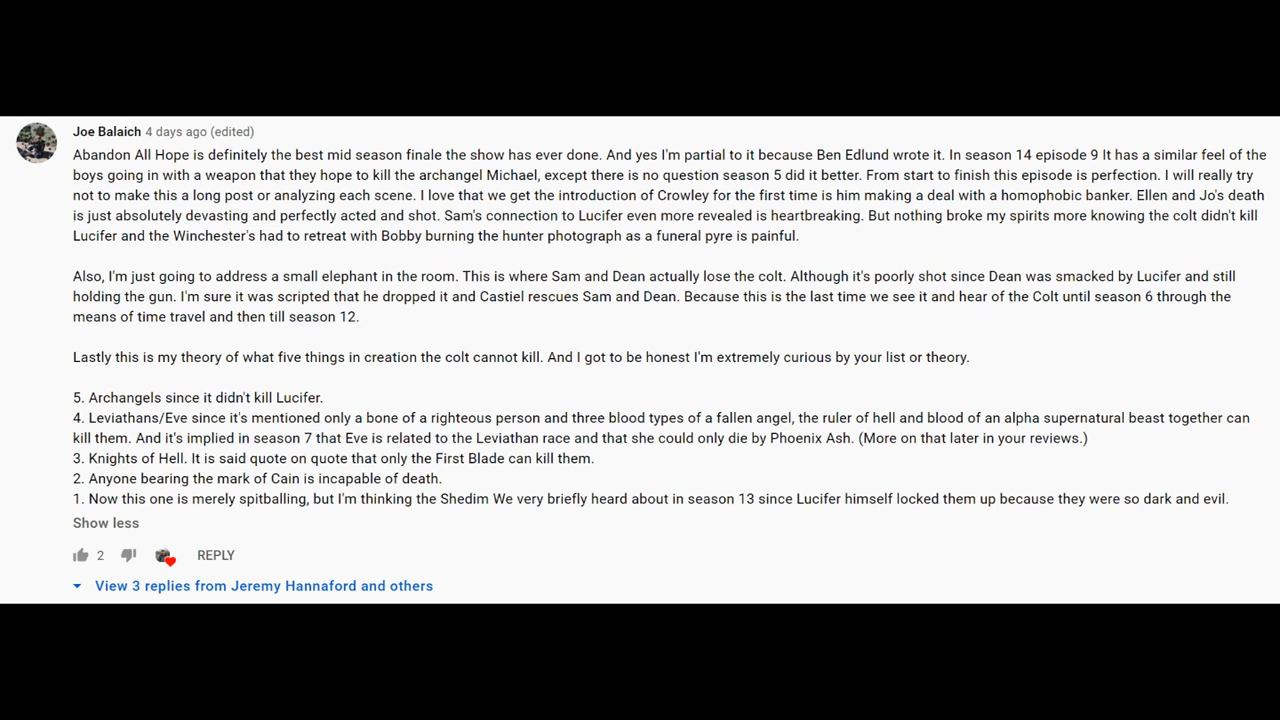 Joe Balaich 4 days ago (edited)
Abandon All Hope is definitely the best mid season finale the show has ever done. And yes I'm partial to it because Ben Edlund wrote it. In season 14 episode 9 It has a similar feel of the
boys going in with a weapon that they hope to kill the archangel Michael, except there is no question season 5 did it better. From start to finish this episode is perfection. I will really try
not to make this a long post or analyzing each scene. I love that we get the introduction of Crowley for the first time is him making a deal with a homophobic banker. Ellen and Jo's death
is just absolutely devasting and perfectly acted and shot. Sam's connection to Lucifer even more revealed is heartbreaking. But nothing broke my spirits more knowing the colt didn't kill
Lucifer and the Winchester's had to retreat with Bobby burning the hunter photograph as a funeral pyre is painful.
Also, I'm just going to address a small elephant in the room. This is where Sam and Dean actually lose the colt. Although it's poorly shot since Dean was smacked by Lucifer and still
holding the gun. I'm sure it was scripted that he dropped it and Castiel rescues Sam and Dean. Because this is the last time we see it and hear of the Colt until season 6 through the
means of time travel and then till season 12.
Lastly this is my theory of what five things in creation the colt cannot kill. And I got to be honest I'm extremely curious by your list or theory.
5. Archangels since it didn't kill Lucifer.
4. Leviathans/Eve since it's mentioned only a bone of a righteous person and three blood types of a fallen angel, the ruler of hell and blood of an alpha supernatural beast together can
kill them. And it's implied in season 7 that Eve is related to the Leviathan race and that she could only die by Phoenix Ash. (More on that later in your reviews.)
3. Knights of Hell. It is said quote on quote that only the First Blade can kill them.
2. Anyone bearing the mark of Cain is incapable of death.
1. Now this one is merely spitballing, but I'm thinking the Shedim We very briefly heard about in season 13 since Lucifer himself locked them up because they were so dark and evil.
Show less
2 REPLY
View 3 replies from Jeremy Hannaford and others